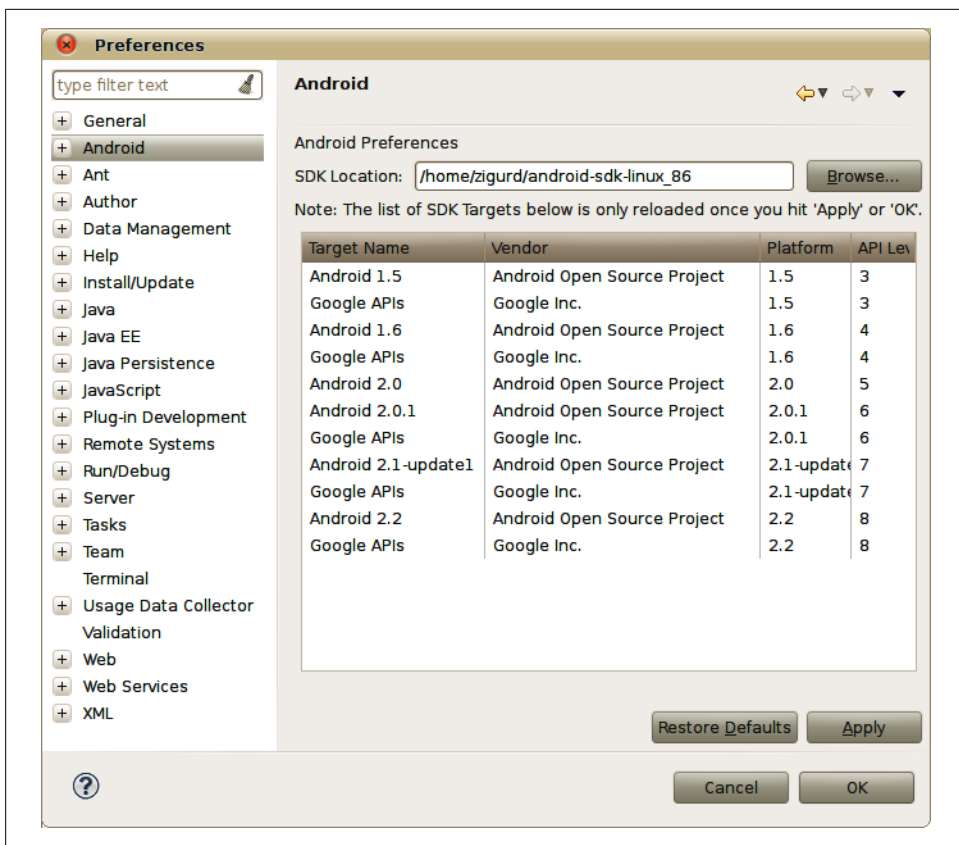 Preferences
type filter text
General
Android
Ant
Author
Data Management
Help
Install/Update
Java
Java EE
Java Persistence
JavaScript
Plug-in Development
Remote Systems
Run/Debug
Server
Tasks
Team
Terminal
Usage Data Collector
Validation
Web
Web Services
XML
Android
Android Preferences
SDK Location: /home/zigurd/android-sdk-linux_86 Browse...
Note: The list of SDK Targets below is only reloaded once you hit 'Apply' or 'OK'.
Target Name Vendor Platform API Lev
Android 1.5 Android Open Source Project 1.5 3
Google APIs Google Inc. 1.5 3
Android 1.6 Android Open Source Project 1.6 4
Google APIs Google Inc. 1.6 4
Android 2.0 Android Open Source Project 2.0 5
Android 2.0.1 Android Open Source Project 2.0.1 6
Google APIs Google Inc. 2.0.1 6
Android 2.1-update1 Android Open Source Project 2.1-update 7
Google APIs Google Inc. 2.1-update 7
Android 2.2 Android Open Source Project 2.2 8
Google APIs Google Inc. 2.2 8
Restore Defaults Apply
? Cancel OK